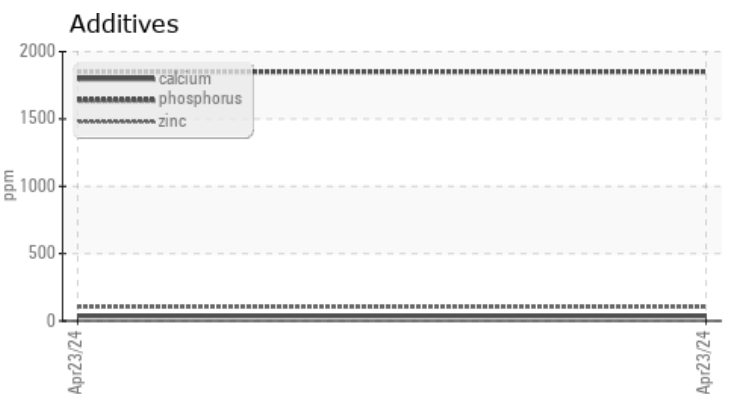 Additives
2000
calcium
phosphorus
zinc
1500
ppm
1000
500
0
Apr23/24
Apr23/24